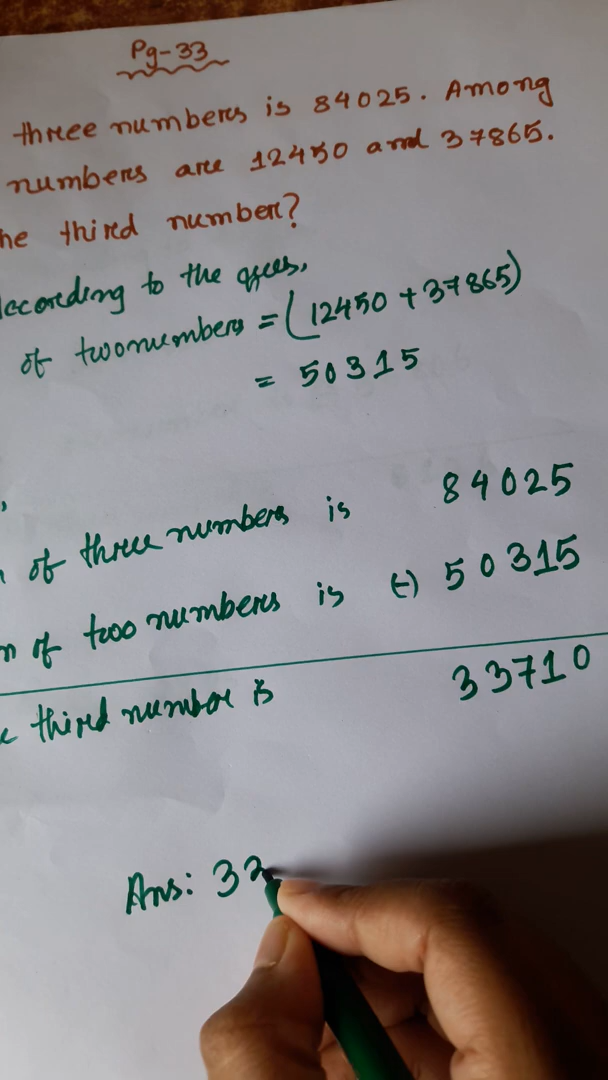 Pg-33
three numbers is 84025. Among
numbers are 12450 and 37865.
he third number?
According to the ques,
of two numbers = (12450 + 37865)
= 50315
of three numbers is 84025
n of two numbers is (-) 50315
third number is 33710
Ans: 33